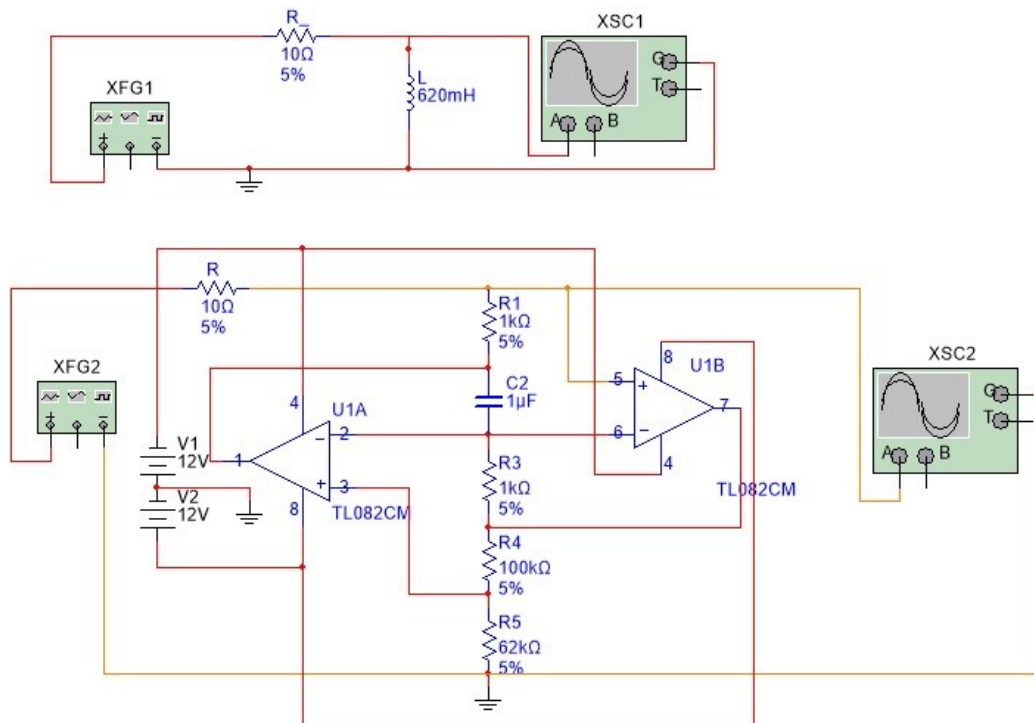 R_
10Ω
5%
XSC1
G
T
L
620mH
XFG1
A
B
R
10Ω
5%
R1
1kΩ
5%
8
U1B
XSC2
XFG2
5
C2
1μF
7
G
T
4
U1A
2
6
V1
12V
1
4
A
B
R3
1kΩ
5%
3
V2
12V
8
TL082CM
TL082CM
R4
100kΩ
5%
R5
62kΩ
5%